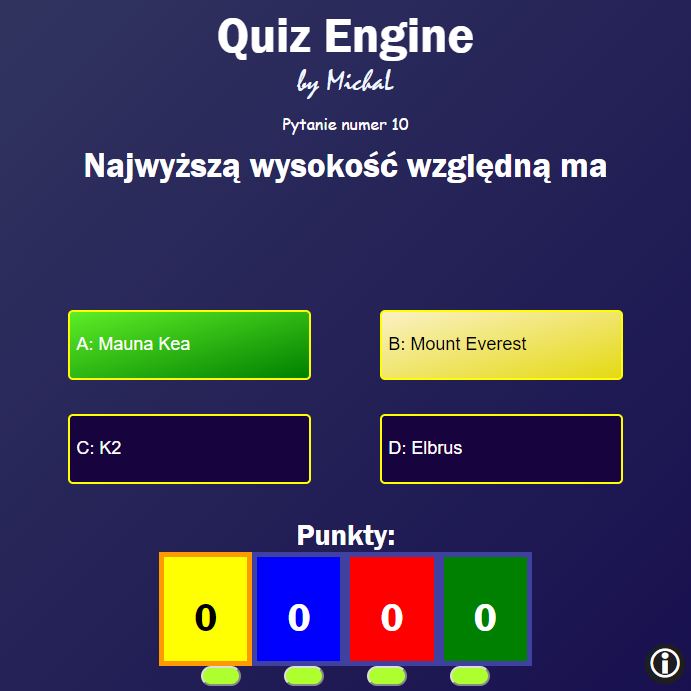 Quiz Engine
by MichaL
Pytanie numer 10
Najwyższą wysokość względną ma
A: Mauna Kea
B: Mount Everest
C: K2
D: Elbrus
Punkty:
0 0 0 0